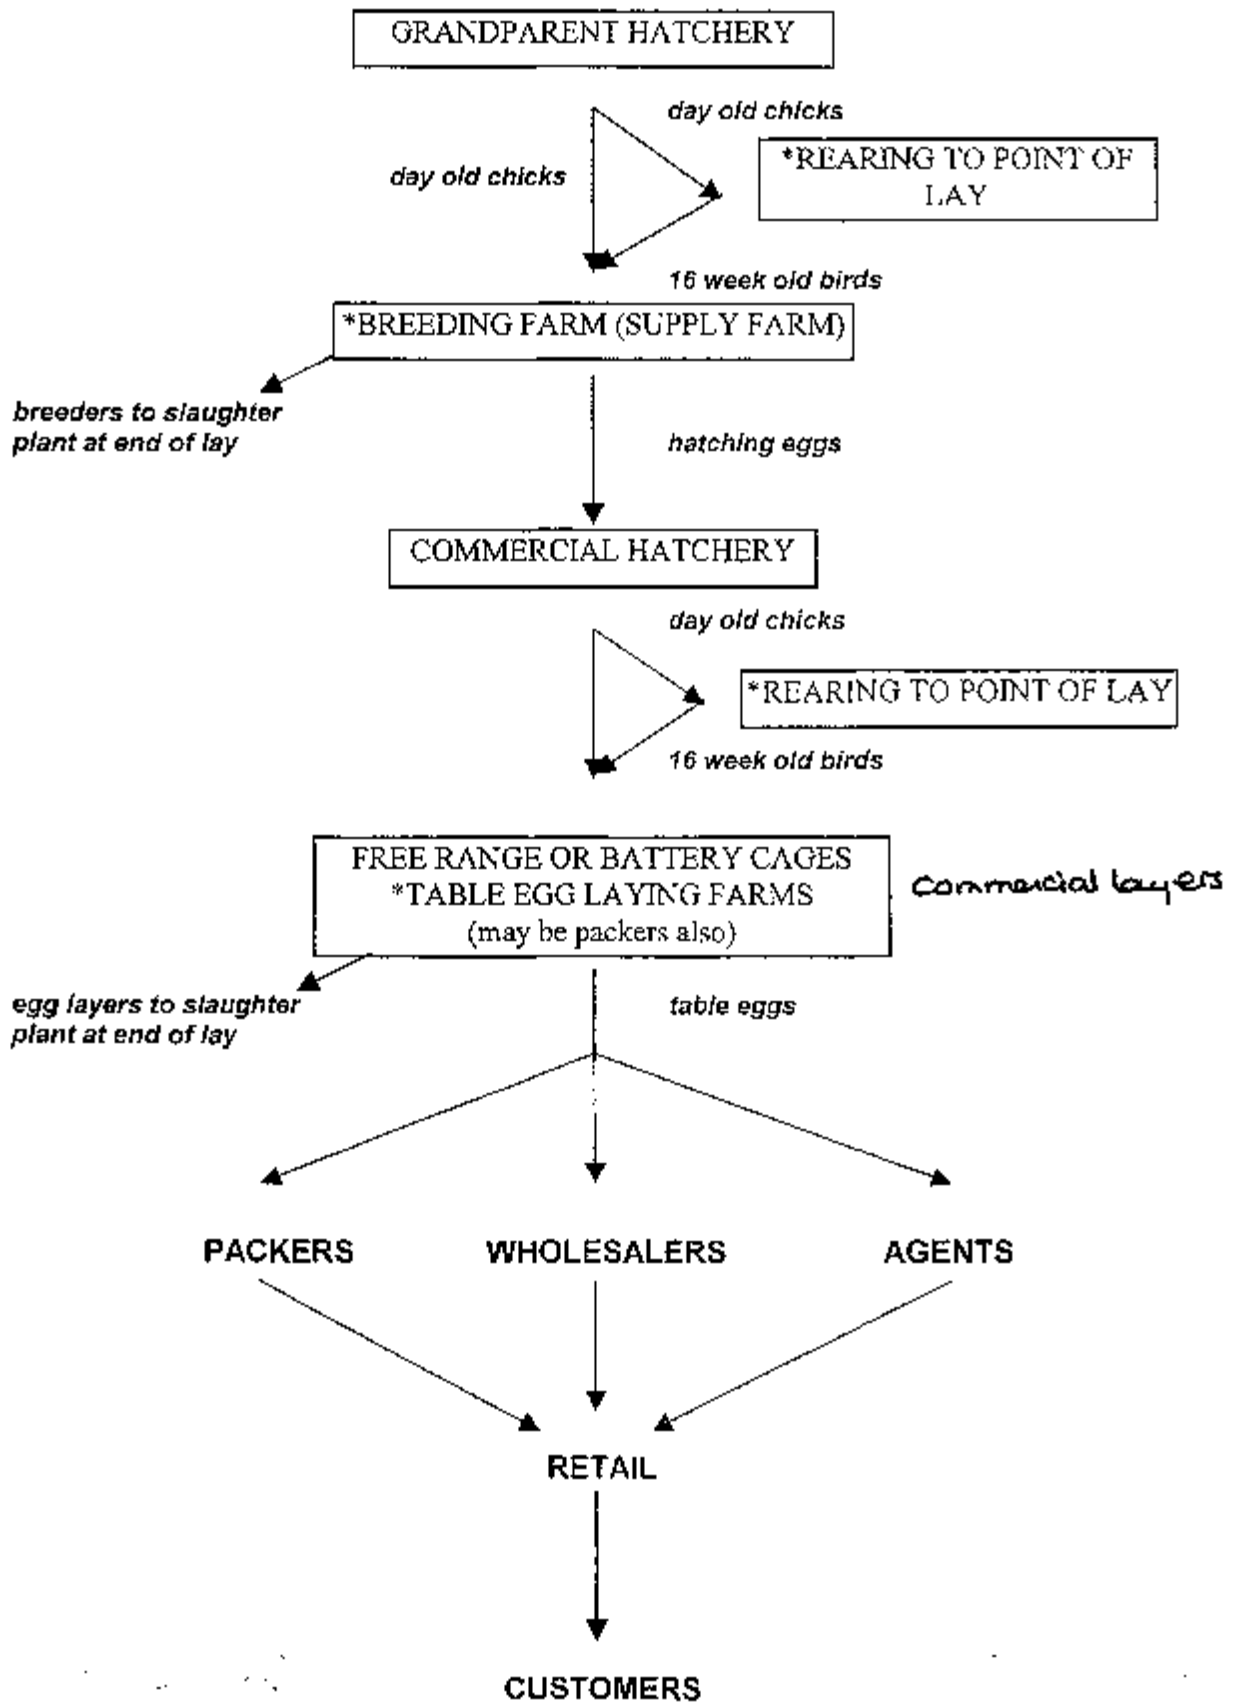 GRANDPARENT HATCHERY
day old chicks
day old chicks
*REARING TO POINT OF
LAY
16 week old birds
*BREEDING FARM (SUPPLY FARM)
breeders to slaughter
plant at end of lay
hatching eggs
COMMERCIAL HATCHERY
day old chicks
*REARING TO POINT OF LAY
16 week old birds
FREE RANGE OR BATTERY CAGES
*TABLE EGG LAYING FARMS
(may be packers also)
Commercial layers
egg layers to slaughter
plant at end of lay
table eggs
PACKERS
WHOLESALERS
AGENTS
RETAIL
CUSTOMERS